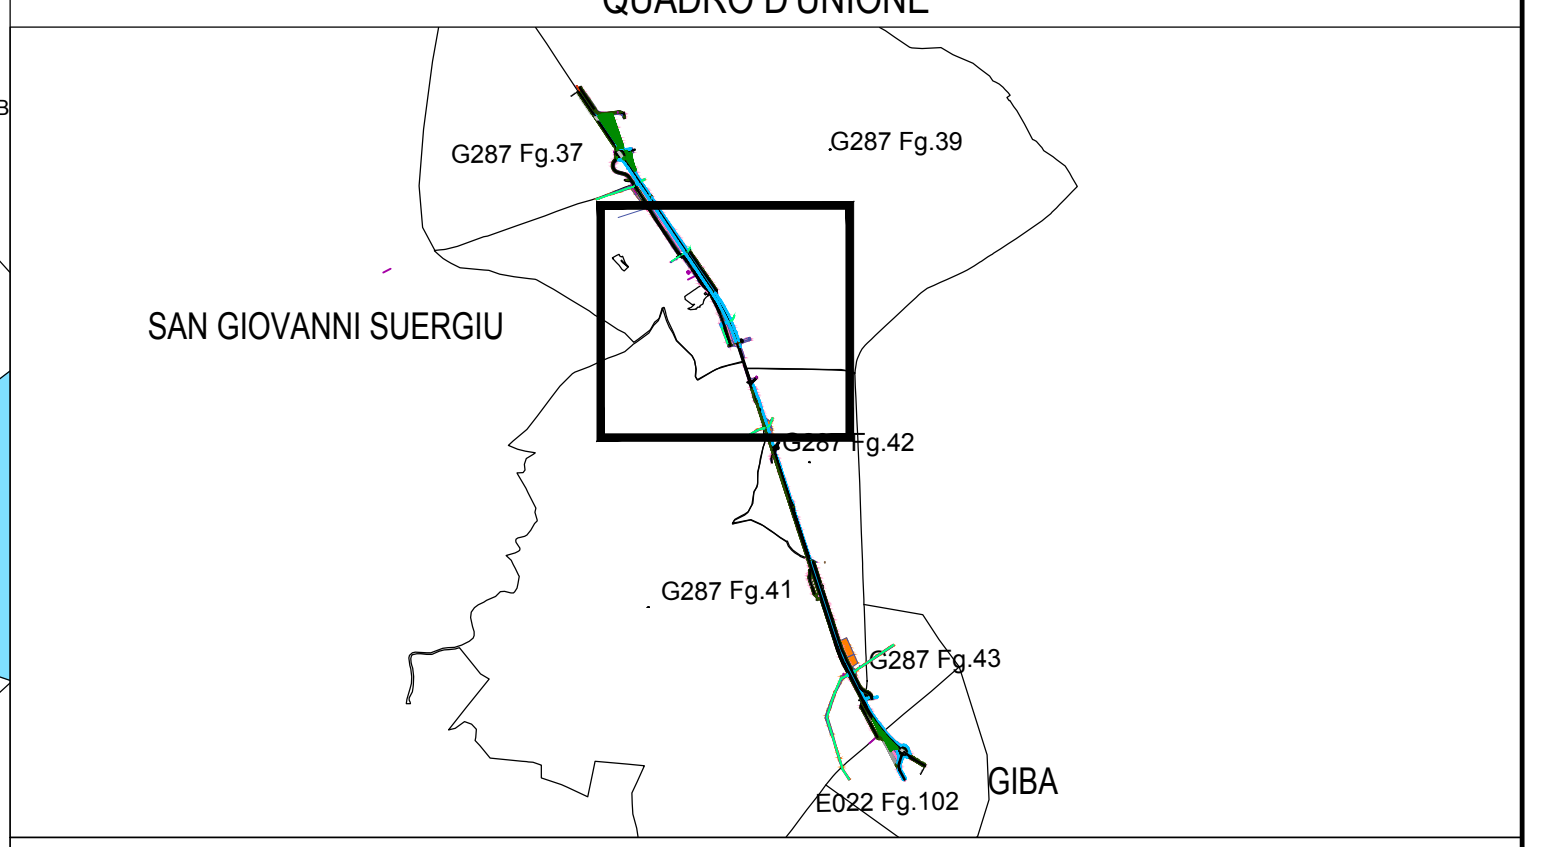 QUADRO D'UNIONE
B
G287 Fg.37
G287 Fg.39
SAN GIOVANNI SUERGIU
G287 Fg.42
G287 Fg.41
G287 Fg.43
GIBA
E022 Fg.102